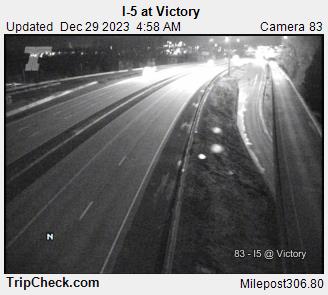 I-5 at Victory
Updated  Dec 29 2023  4:58 AM
Camera 83
T
N
83 - I5 @ Victory
TripCheck.com
Milepost306.80